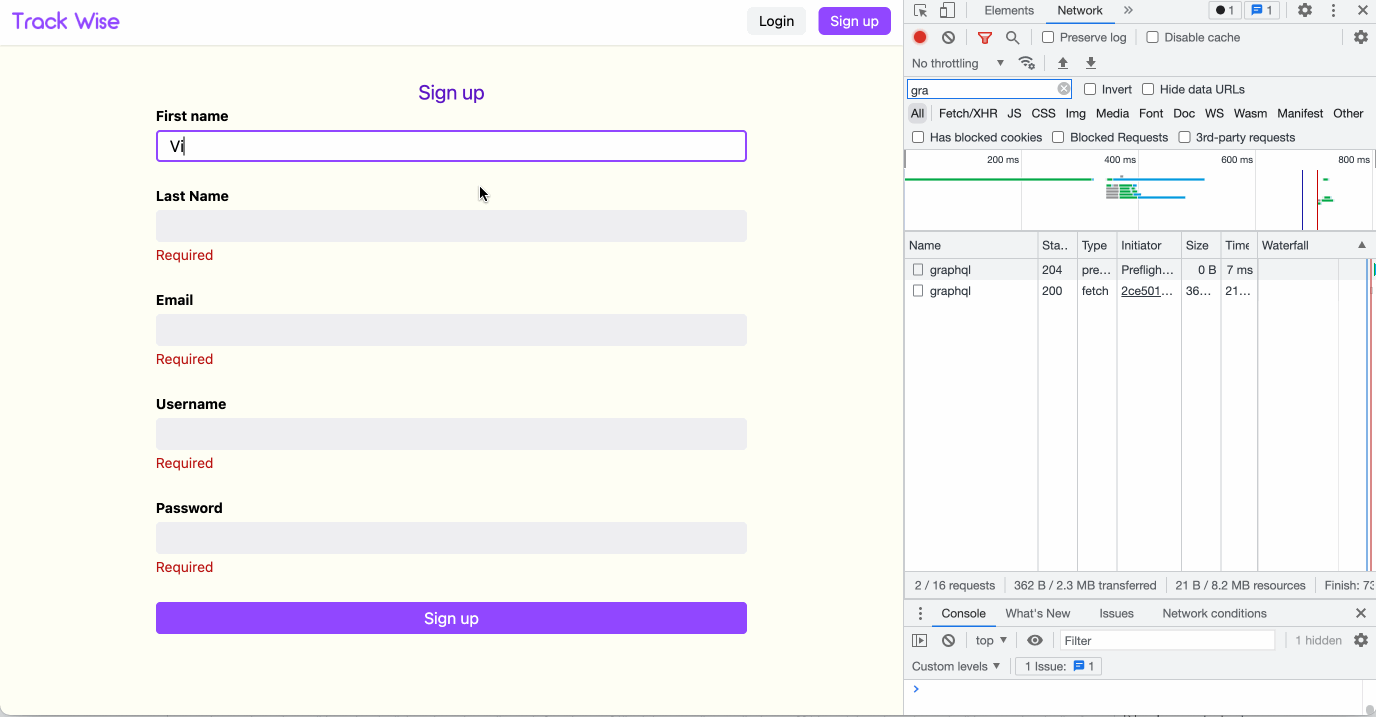 Track Wise
Login
Sign up
Sign up
First name
Vi
Last Name
Required
Email
Required
Username
Required
Password
Required
Sign up
Elements
Network
1
1
Preserve log
Disable cache
No throttling
gra
Invert
Hide data URLs
All
Fetch/XHR JS CSS Img Media Font Doc WS Wasm Manifest Other
Has blocked cookies
Blocked Requests
3rd-party requests
200 ms 400 ms 600 ms 800 ms
Name Sta.. Type Initiator Size Time Waterfall
graphql 204 pre... Prefligh... 0 B 7 ms
graphql 200 fetch 2ce501... 36... 21...
2 / 16 requests 362 B / 2.3 MB transferred 21 B / 8.2 MB resources Finish: 73
Console What's New Issues Network conditions
top Filter 1 hidden
Custom levels 1 Issue: 1